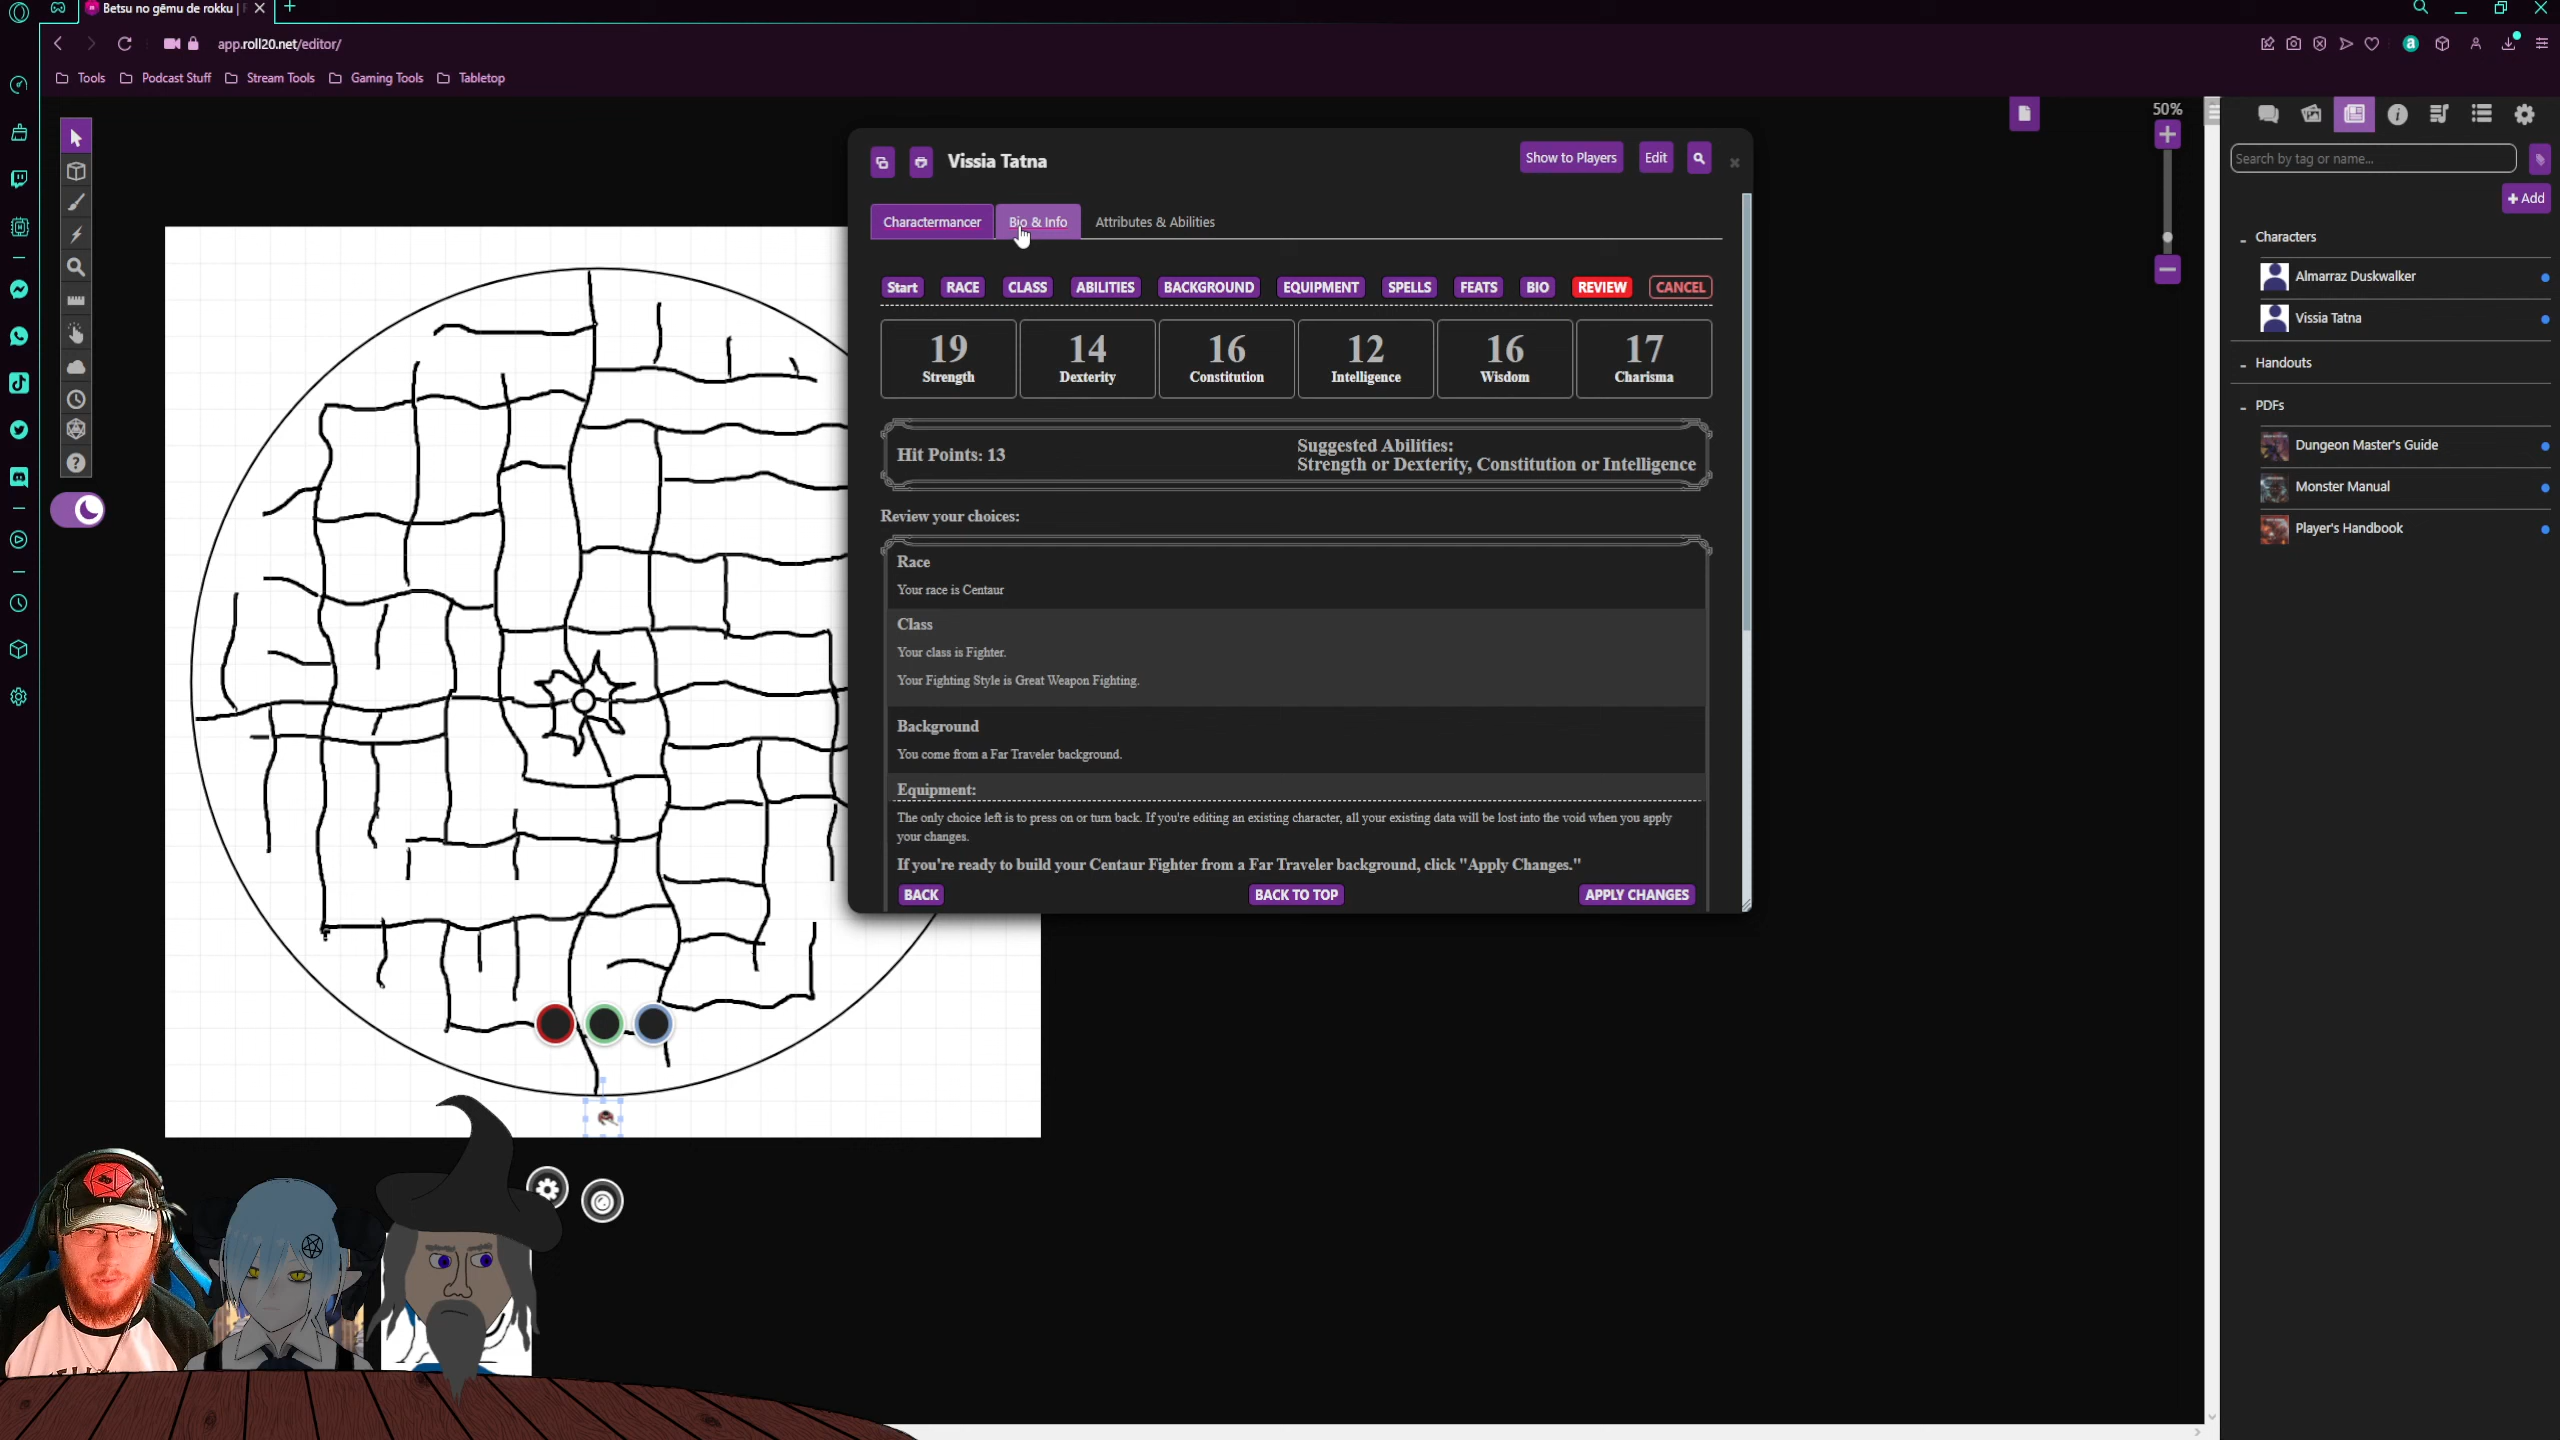 Betsu no gēmu de rokku |
app.roll20.net/editor/
Tools
Podcast Stuff
Stream Tools
Gaming Tools
Tabletop
50%
Vissia Tatna
Show to Players
Edit
Charactermancer
Bio & Info
Attributes & Abilities
Start
RACE
CLASS
ABILITIES
BACKGROUND
EQUIPMENT
SPELLS
FEATS
BIO
REVIEW
CANCEL
19
Strength
14
Dexterity
16
Constitution
12
Intelligence
16
Wisdom
17
Charisma
Hit Points: 13
Suggested Abilities:
Strength or Dexterity, Constitution or Intelligence
Review your choices:
Race
Your race is Centaur
Class
Your class is Fighter.
Your Fighting Style is Great Weapon Fighting.
Background
You come from a Far Traveler background.
Equipment:
The only choice left is to press on or turn back. If you're editing an existing character, all your existing data will be lost into the void when you apply
your changes.
If you're ready to build your Centaur Fighter from a Far Traveler background, click "Apply Changes."
BACK
BACK TO TOP
APPLY CHANGES
Search by tag or name...
+ Add
Characters
Almarraz Duskwalker
Vissia Tatna
Handouts
PDFs
Dungeon Master's Guide
Monster Manual
Player's Handbook